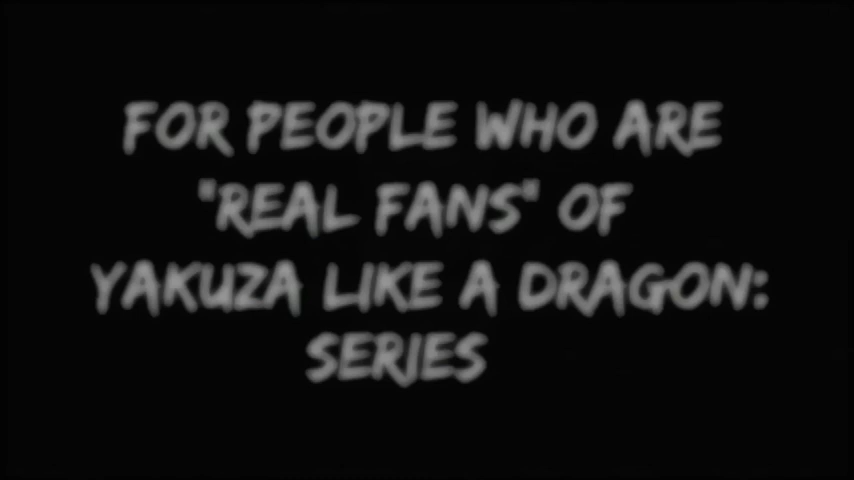 FOR PEOPLE WHO ARE
"REAL FANS" OF
YAKUZA LIKE A DRAGON:
SERIES